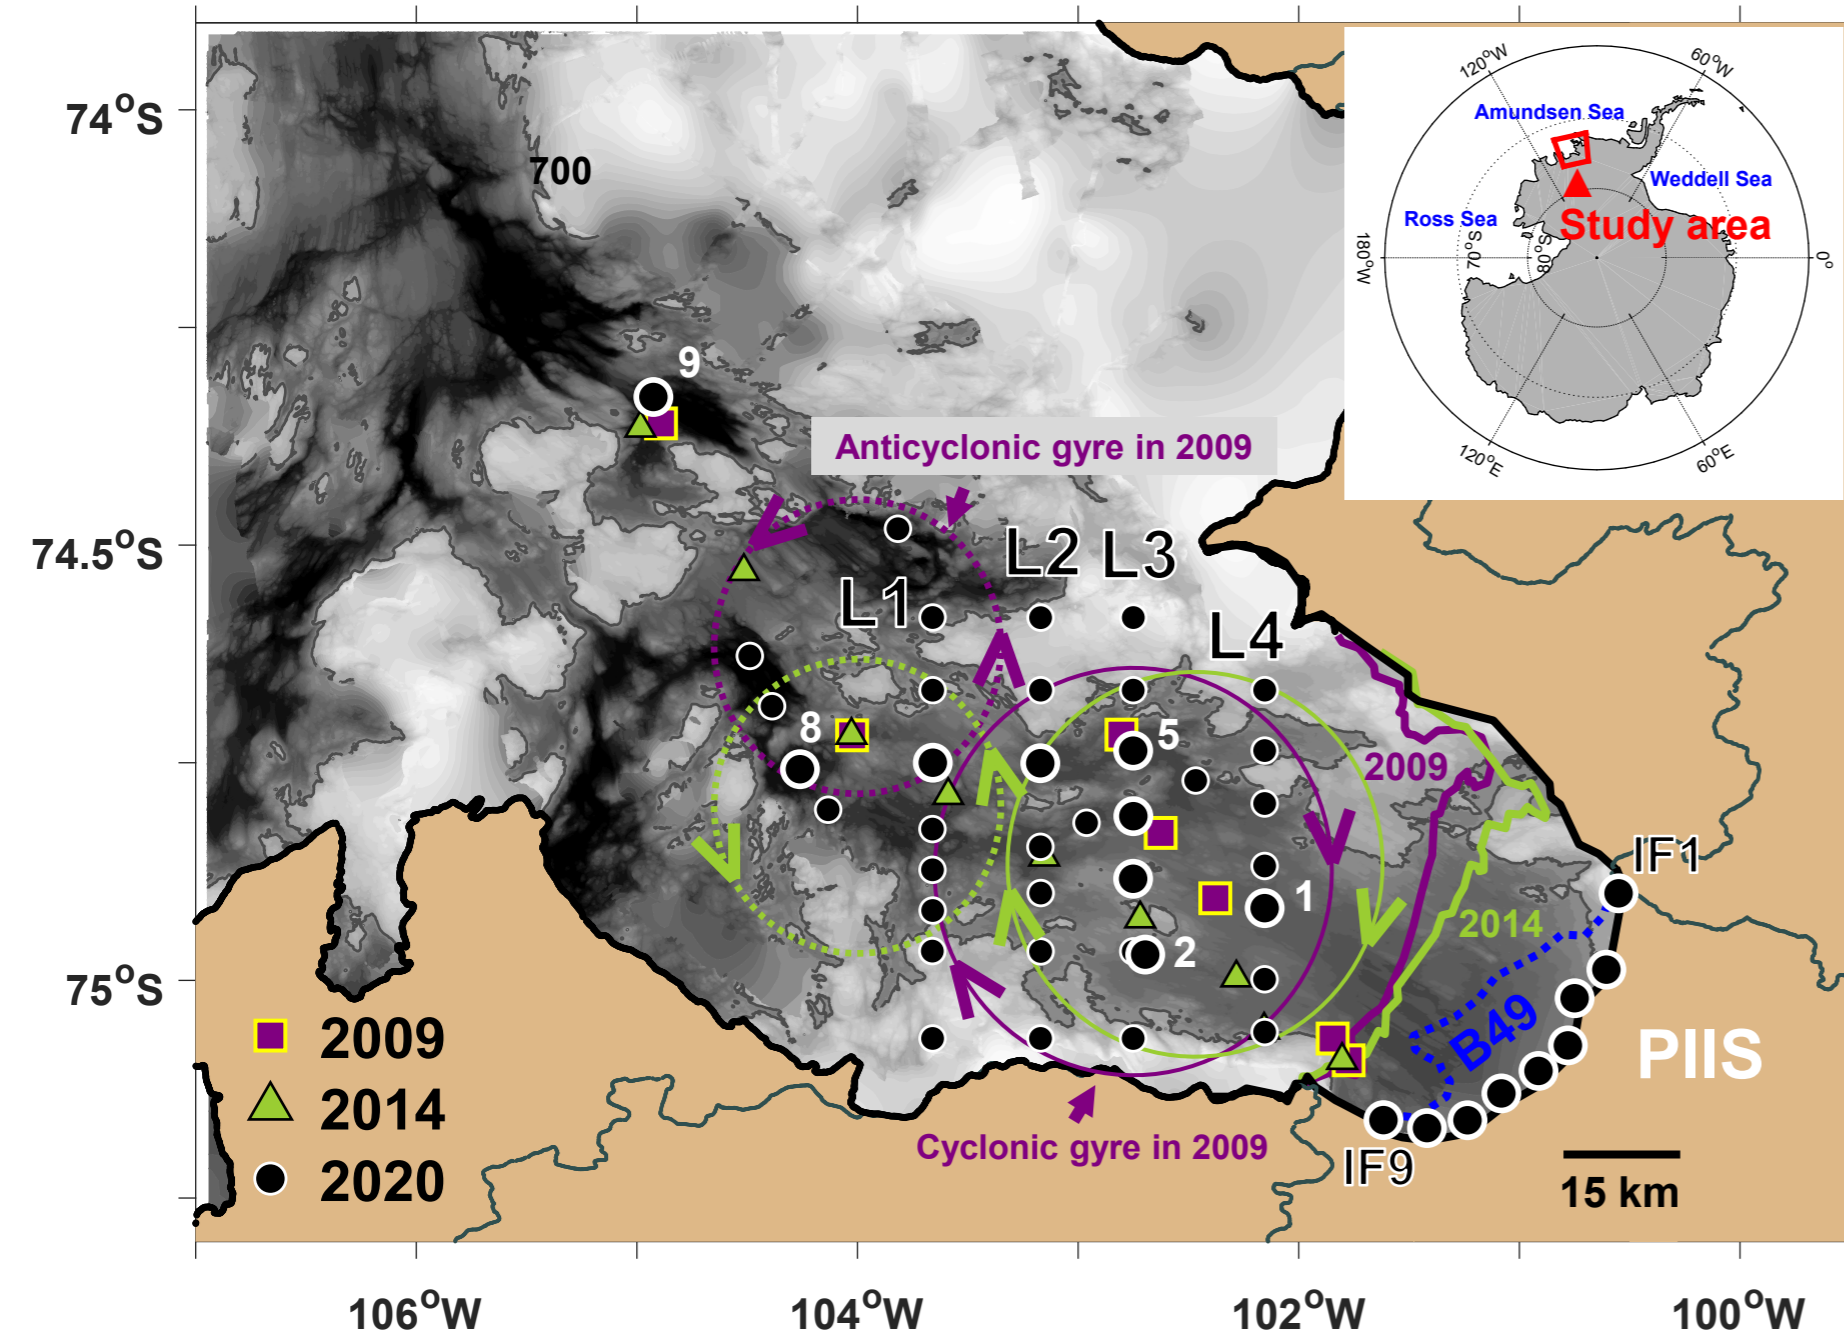 74°S
74.5°S
75°S
106°W
104°W
102°W
100°W
700
9
Anticyclonic gyre in 2009
L1
L2
L3
L4
8
5
1
2
2009
2014
IF1
B49
PIIS
IF9
Cyclonic gyre in 2009
15 km
2009
2014
2020
120°W
60°W
Amundsen Sea
Weddell Sea
Ross Sea
Study area
180°W
70°S
80°S
0°
120°E
60°E